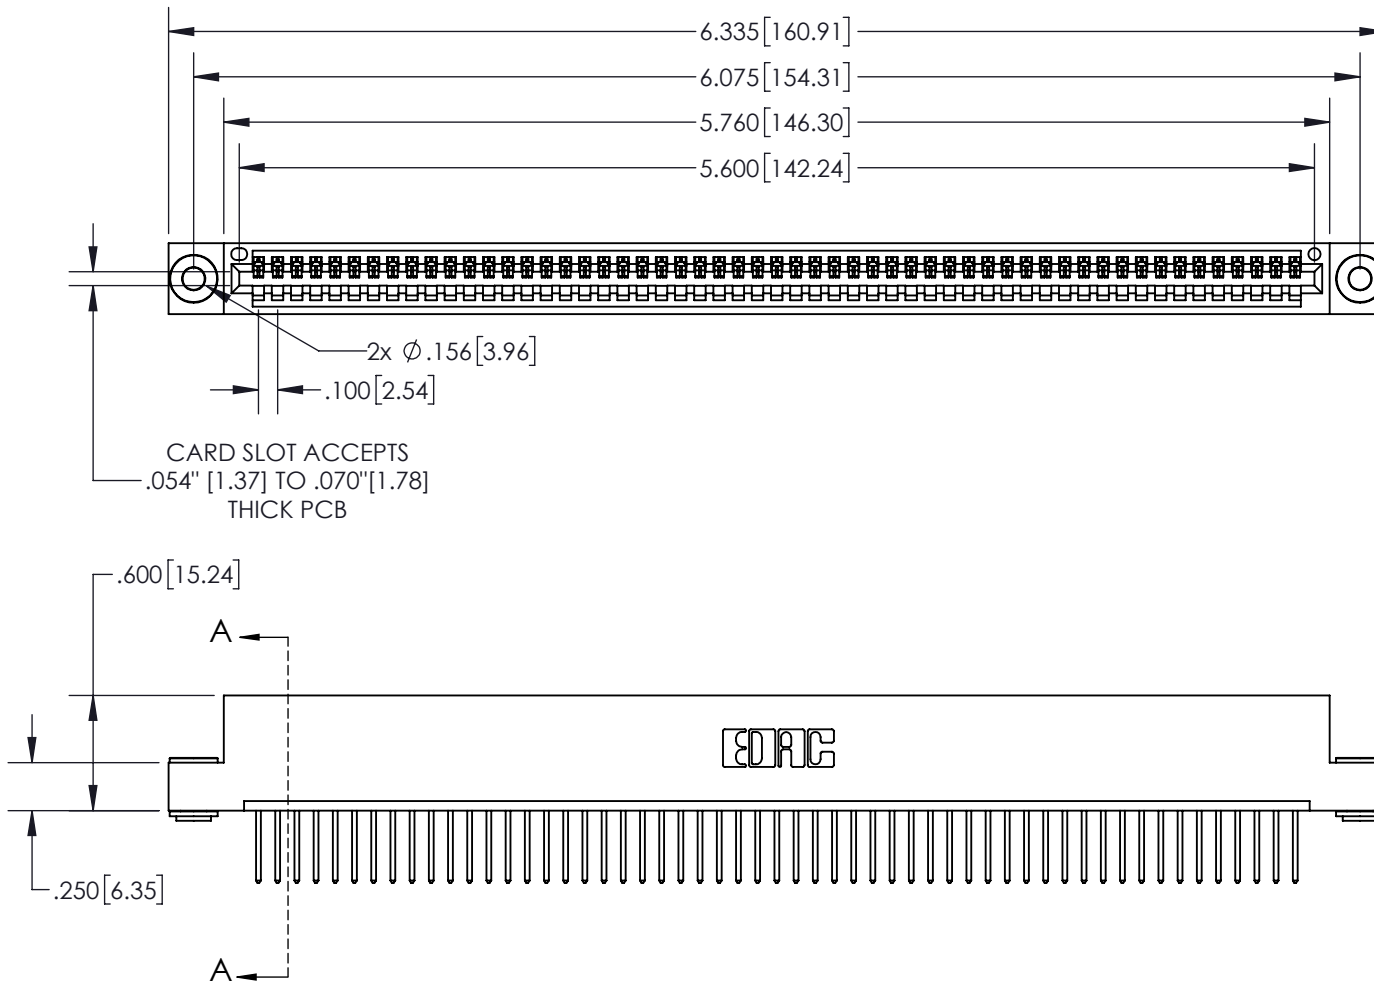 6.335[160.91]
6.075[154.31]
5.760[146.30]
5.600[142.24]
2x Ø.156[3.96]
.100[2.54]
CARD SLOT ACCEPTS
.054" [1.37] TO .070"[1.78]
THICK PCB
.600[15.24]
A
EDAC
.250[6.35]
A